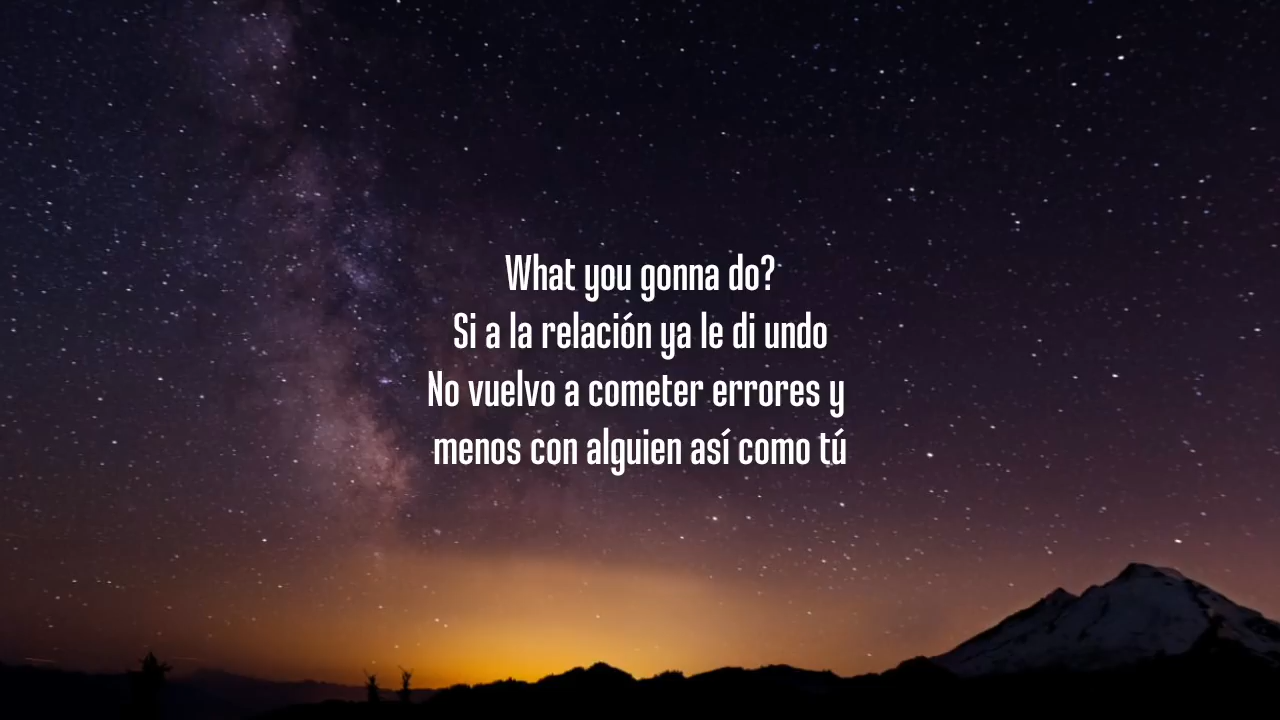 What you gonna do?
Si a la relación ya le di undo
No vuelvo a cometer errores y
menos con alguien así como tú